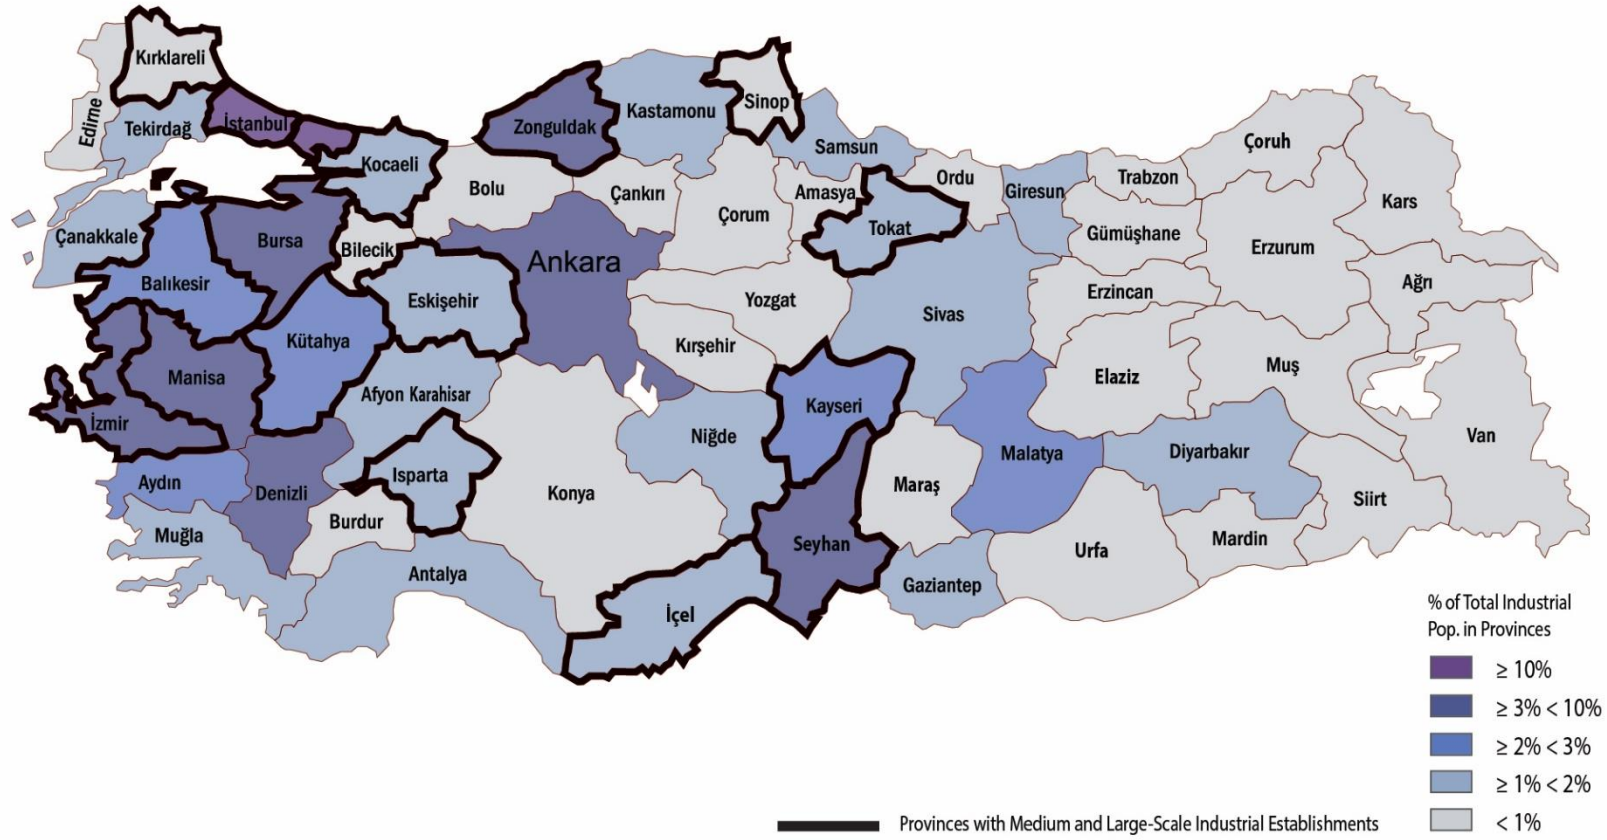 Kırklareli
Edirne
Tekirdağ
İstanbul
Kocaeli
Zonguldak
Kastamonu
Sinop
Samsun
Çoruh
Bolu
Çankırı
Çorum
Amasya
Ordu
Giresun
Trabzon
Kars
Tokat
Gümüşhane
Erzurum
Çanakkale
Bursa
Bilecik
Ankara
Balıkesir
Eskişehir
Yozgat
Sivas
Erzincan
Ağrı
Kütahya
Kırşehir
Manisa
Afyon Karahisar
Elaziz
Muş
Kayseri
İzmir
Niğde
Malatya
Diyarbakır
Van
Aydın
Denizli
Isparta
Konya
Maraş
Siirt
Muğla
Burdur
Seyhan
Urfa
Mardin
Antalya
Gaziantep
İçel
% of Total Industrial
Pop. in Provinces
≥ 10%
≥ 3% < 10%
≥ 2% < 3%
≥ 1% < 2%
< 1%
Provinces with Medium and Large-Scale Industrial Establishments